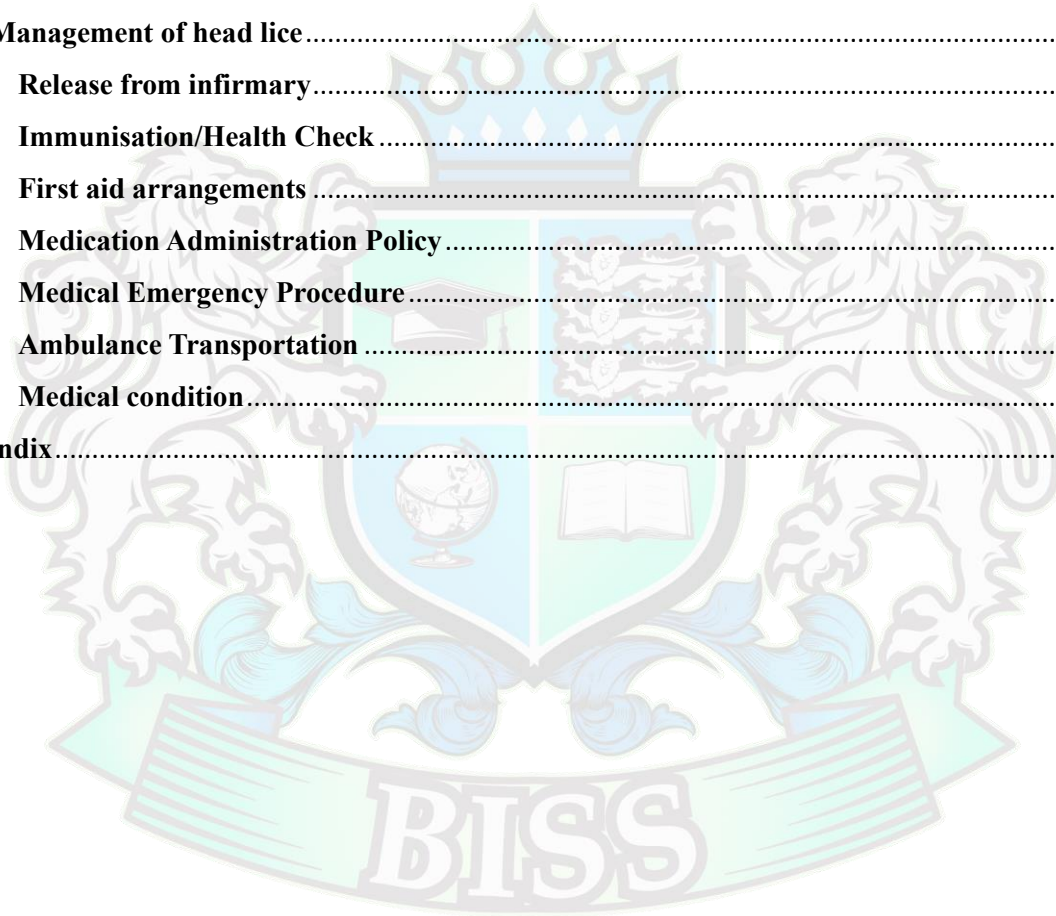 Management of head lice
Release from infirmary
Immunisation/Health Check
First aid arrangements
Medication Administration Policy
Medical Emergency Procedure
Ambulance Transportation
Medical condition
ndix
BISS